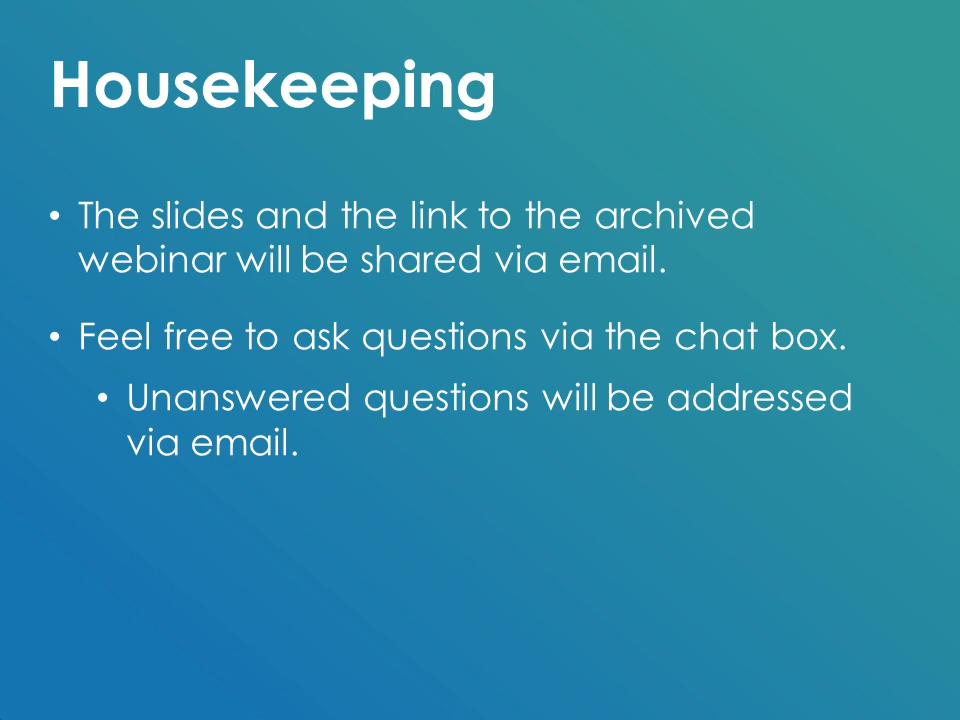 Housekeeping
• The slides and the link to the archived
webinar will be shared via email.
• Feel free to ask questions via the chat box.
• Unanswered questions will be addressed
via email.